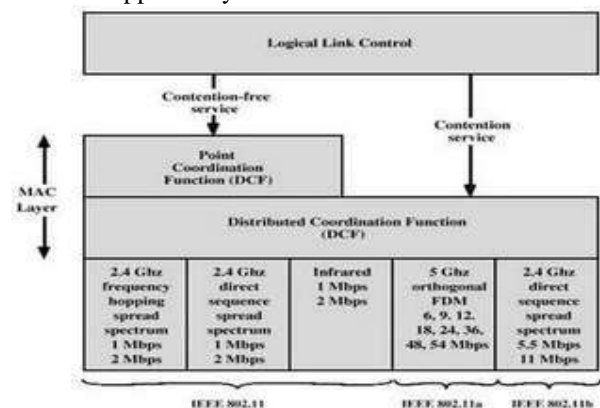 Logical Link Control
Contention-free
service
Contention
service
Point
Coordination
Function (DCF)
MAC
Layer
Distributed Coordination Function
(DCF)
2.4 Ghz
frequency
hopping
spread
spectrum
1 Mbps
2 Mbps
2.4 Ghz
direct
sequence
spread
spectrum
1 Mbps
2 Mbps
Infrared
1 Mbps
2 Mbps
5 Ghz
orthogonal
FDM
6, 9, 12,
18, 24, 36,
48, 54 Mbps
2.4 Ghz
direct
sequence
spread
spectrum
5.5 Mbps
11 Mbps
IEEE 802.11
IEEE 802.11a
IEEE 802.11b